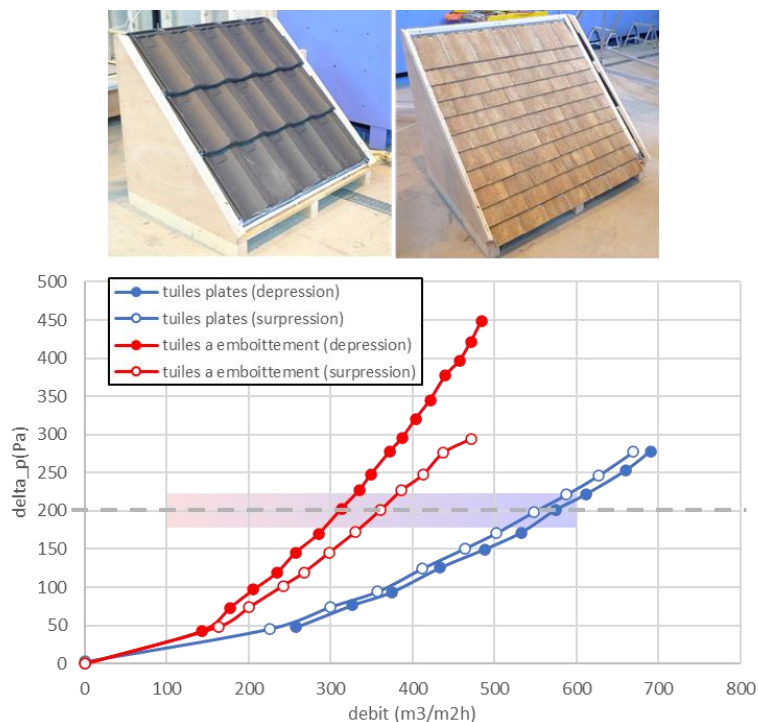 500
450
400
350
300
250
200
150
100
50
0
delta_p(Pa)
tuiles plates (depression)
tuiles plates (surpression)
tuiles a emboittement (depression)
tuiles a emboittement (surpression)
0 100 200 300 400 500 600 700 800
debit (m3/m2h)